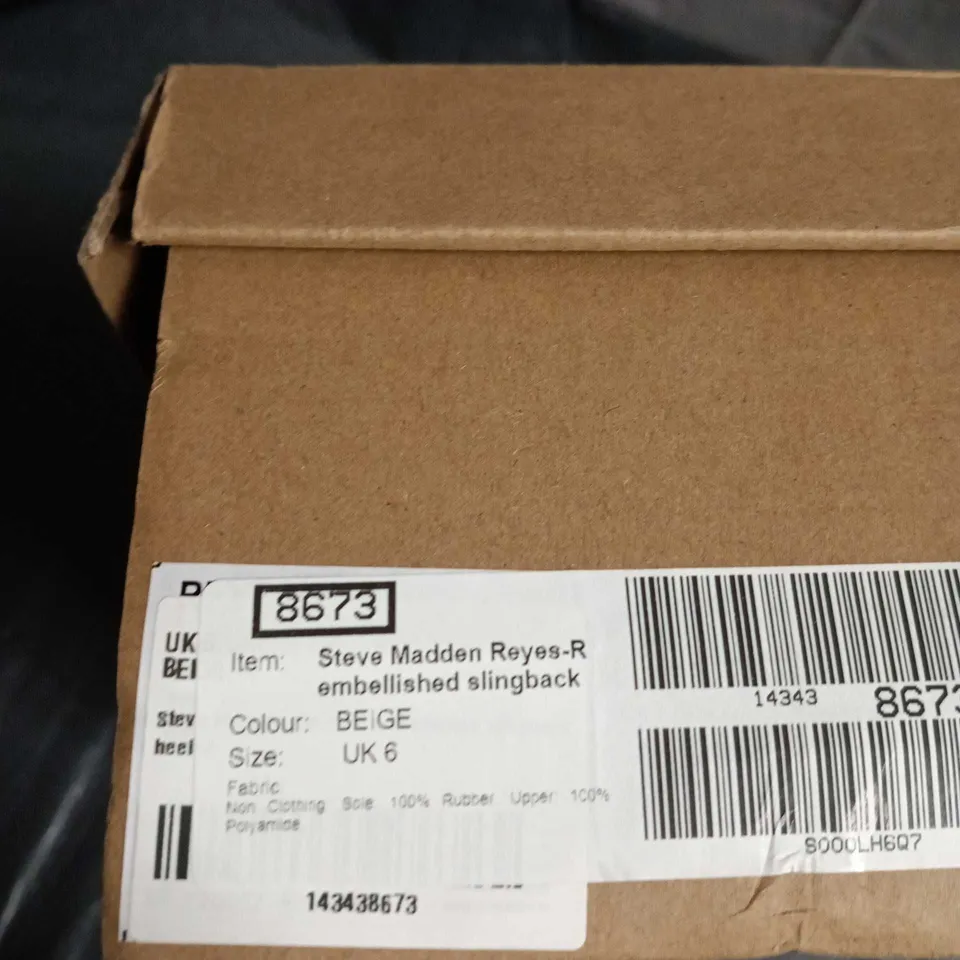 8673
Item: Steve Madden Reyes-R
embellished slingback
Colour: BEIGE
Size: UK 6
Fabric
Non Clothing Sole 100% Rubber Upper 100%
Polyamide
UK
BEI
Stev
heel
143438673
14343 8673
S000LH6Q7